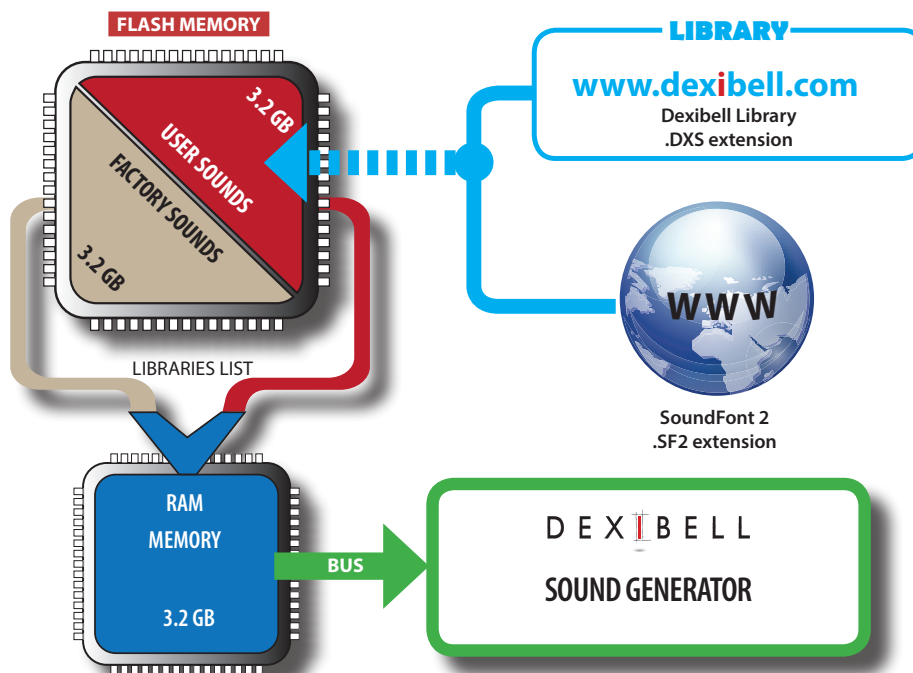 FLASH MEMORY
3.2 GB
USER SOUNDS
FACTORY SOUNDS
3.2 GB
LIBRARY
www.dexibell.com
Dexibell Library
.DXS extension
WWW
SoundFont 2
.SF2 extension
LIBRARIES LIST
RAM
MEMORY
3.2 GB
BUS
DEXIBELL
SOUND GENERATOR